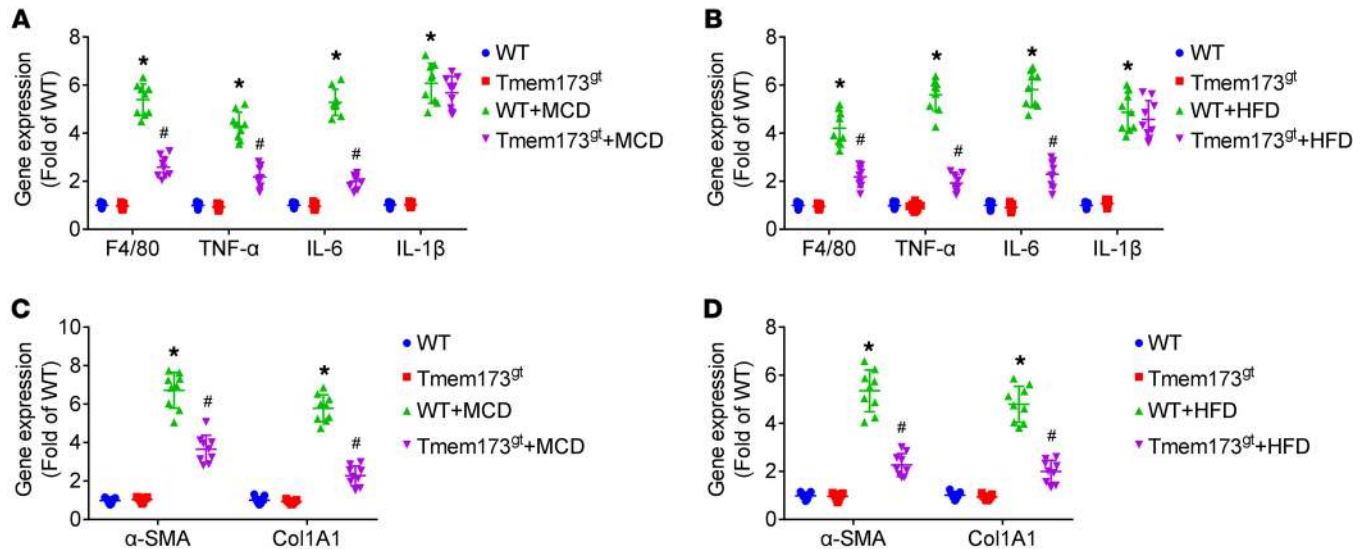 A
Gene expression
(Fold of WT)
8
6
4
2
0
*
#
*
#
*
#
*
F4/80
TNF-α
IL-6
IL-1β
WT
Tmem173gt
WT+MCD
Tmem173gt+MCD
B
Gene expression
(Fold of WT)
8
6
4
2
0
*
#
*
#
*
#
*
F4/80
TNF-α
IL-6
IL-1β
WT
Tmem173gt
WT+HFD
Tmem173gt+HFD
C
Gene expression
(Fold of WT)
10
8
6
4
2
0
*
#
*
#
α-SMA
Col1A1
WT
Tmem173gt
WT+MCD
Tmem173gt+MCD
D
Gene expression
(Fold of WT)
8
6
4
2
0
*
#
*
#
α-SMA
Col1A1
WT
Tmem173gt
WT+HFD
Tmem173gt+HFD